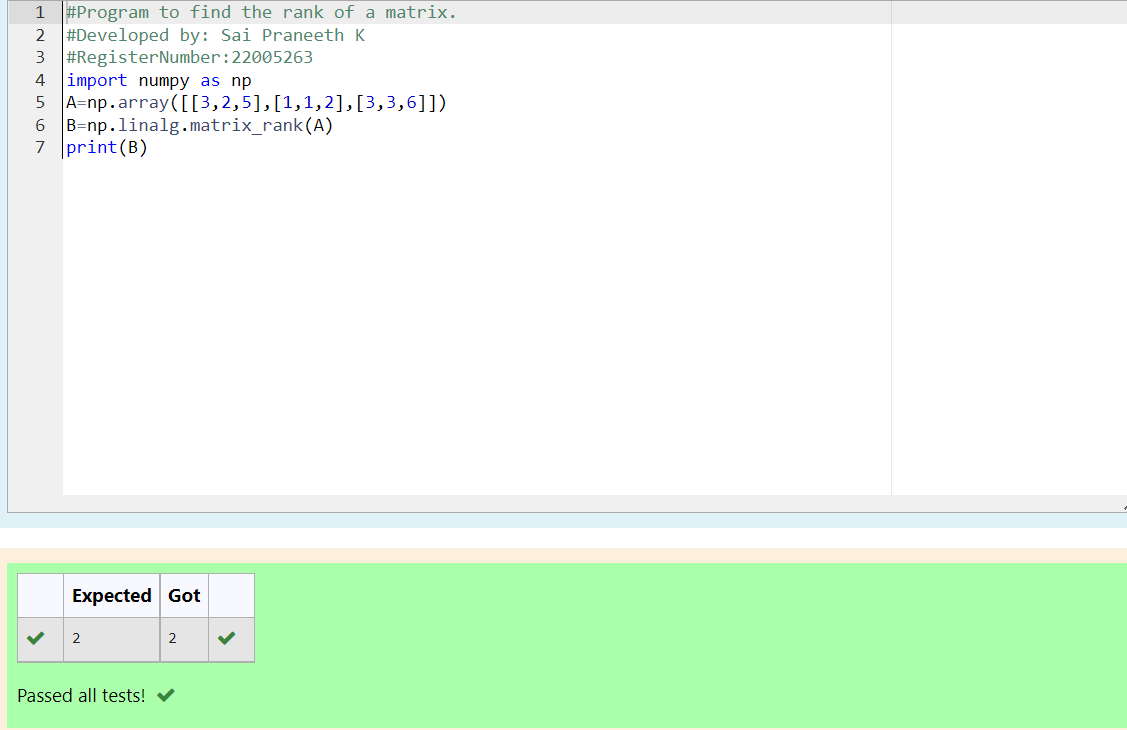 1 #Program to find the rank of a matrix.
2 #Developed by: Sai Praneeth K
3 #RegisterNumber:22005263
4 import numpy as np
5 A=np.array([[3,2,5],[1,1,2],[3,3,6]])
6 B=np.linalg.matrix_rank(A)
7 print(B)
Expected Got
2 2
Passed all tests!